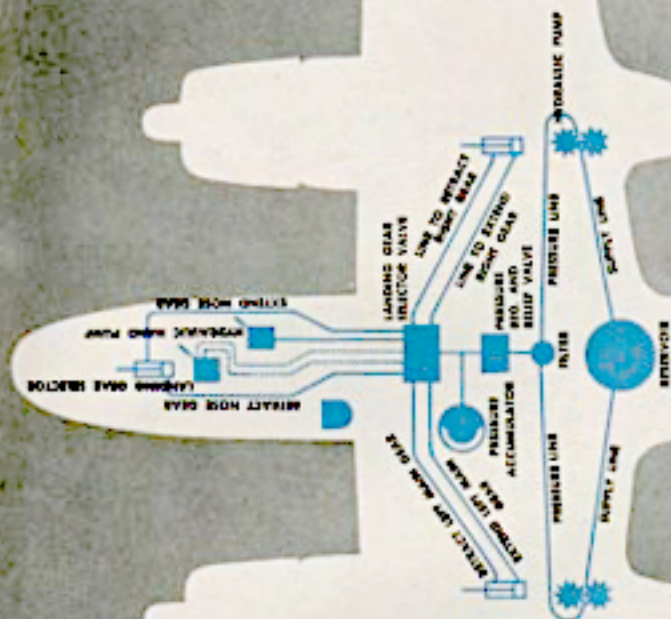 HYDRAULIC PUMP
LINE TO RETRACT
RIGHT GEAR
LANDING GEAR
SELECTOR VALVE
LINE TO EXTEND
RIGHT GEAR
PRESSURE LINE
SUPPLY LINE
EXTEND NOSE GEAR
HYDRAULIC HAND PUMP
LANDING GEAR SELECTOR
RETRACT NOSE GEAR
PRESSURE
REG. AND
RELIEF VALVE
FILTER
PRESSURE
ACCUMULATOR
RETRACT LEFT MAIN GEAR
EXTEND LEFT MAIN
GEAR
PRESSURE LINE
SUPPLY LINE